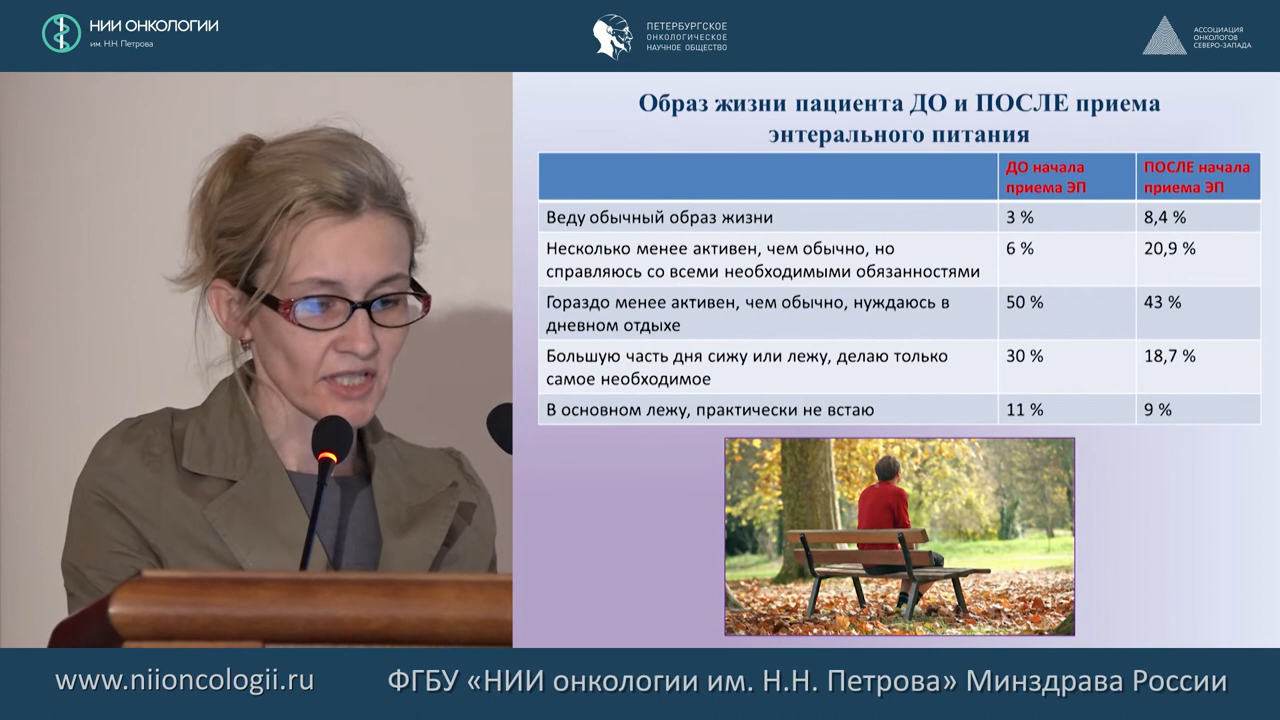 НИИ ОНКОЛОГИИ
им. Н.Н. Петрова
ПЕТЕРБУРГСКОЕ
ОНКОЛОГИЧЕСКОЕ
НАУЧНОЕ ОБЩЕСТВО
АССОЦИАЦИЯ
ОНКОЛОГОВ
СЕВЕРО-ЗАПАДА
Образ жизни пациента ДО и ПОСЛЕ приема
энтерального питания
ДО начала
приема ЭП
ПОСЛЕ начала
приема ЭП
Веду обычный образ жизни
3 %
8,4 %
Несколько менее активен, чем обычно, но
справляюсь со всеми необходимыми обязанностями
6 %
20,9 %
Гораздо менее активен, чем обычно, нуждаюсь в
дневном отдыхе
50 %
43 %
Большую часть дня сижу или лежу, делаю только
самое необходимое
30 %
18,7 %
В основном лежу, практически не встаю
11 %
9 %
www.niioncologii.ru
ФГБУ «НИИ онкологии им. Н.Н. Петрова» Минздрава России